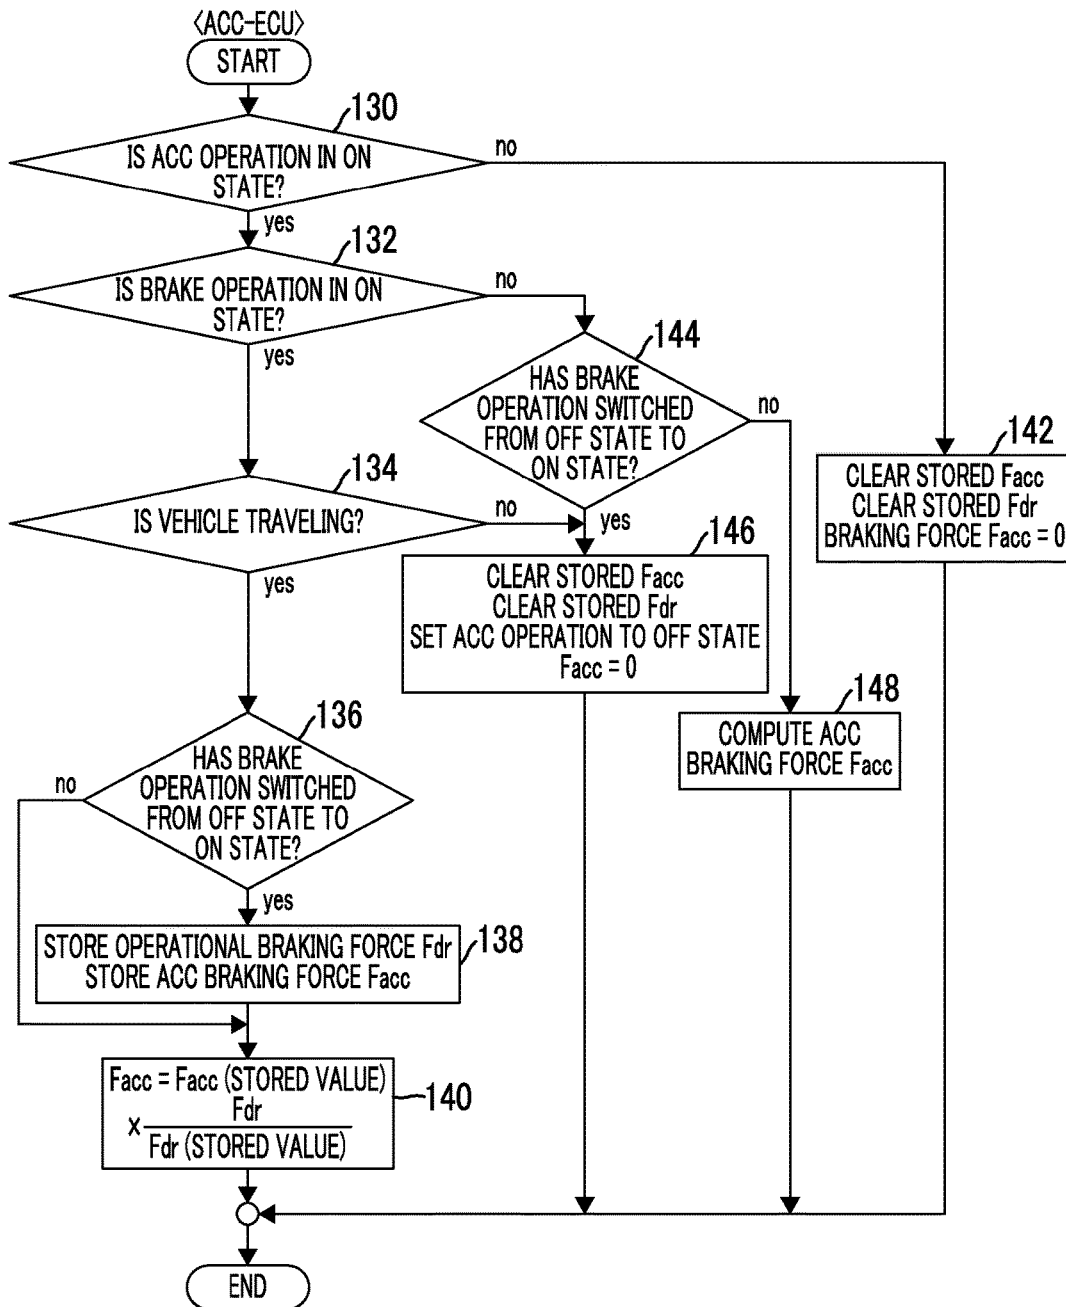 <ACC-ECU>
START
130
IS ACC OPERATION IN ON
STATE?
no
yes
132
IS BRAKE OPERATION IN ON
STATE?
no
yes
144
HAS BRAKE
OPERATION SWITCHED
FROM OFF STATE TO
ON STATE?
no
yes
142
CLEAR STORED Facc
CLEAR STORED Fdr
BRAKING FORCE Facc = 0
134
IS VEHICLE TRAVELING?
no
yes
146
CLEAR STORED Facc
CLEAR STORED Fdr
SET ACC OPERATION TO OFF STATE
Facc = 0
148
COMPUTE ACC
BRAKING FORCE Facc
136
HAS BRAKE
OPERATION SWITCHED
FROM OFF STATE TO
ON STATE?
no
yes
138
STORE OPERATIONAL BRAKING FORCE Fdr
STORE ACC BRAKING FORCE Facc
140
Facc = Facc (STORED VALUE)
Fdr
×
Fdr (STORED VALUE)
END